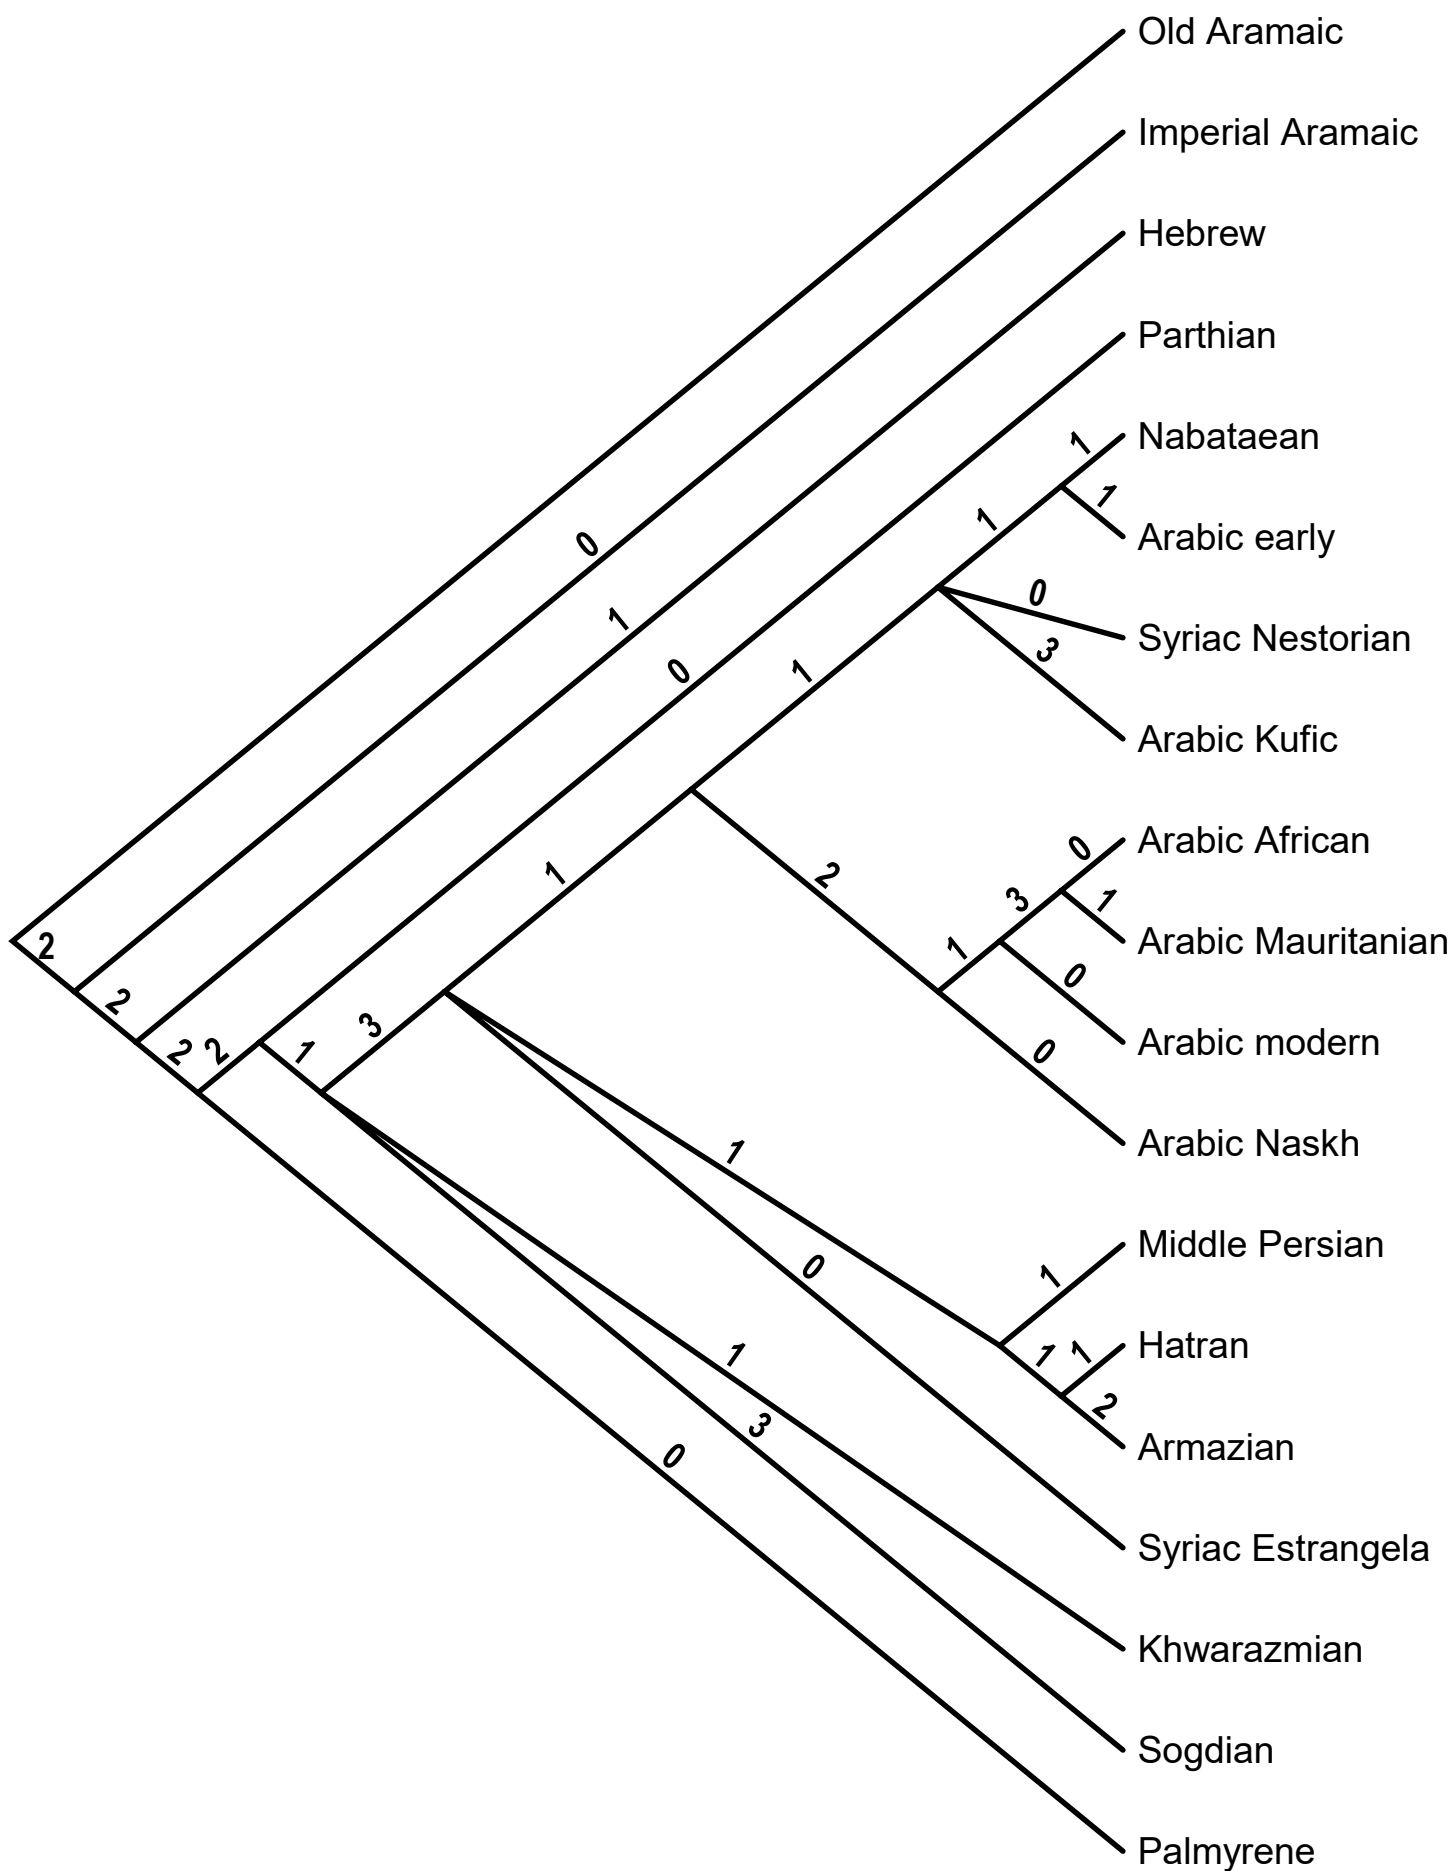 Old Aramaic
Imperial Aramaic
Hebrew
Parthian
1 Nabataean
1
1 Arabic early
0
0
1 Syriac Nestorian
3
0
1
Arabic Kufic
0 Arabic African
1
2
3
1
2
1 Arabic Mauritanian
0
2
3
Arabic modern
2
2
1
0
Arabic Naskh
1
Middle Persian
0
1
1
1
1 Hatran
2
3
Armazian
0
Syriac Estrangela
Khwarazmian
Sogdian
Palmyrene